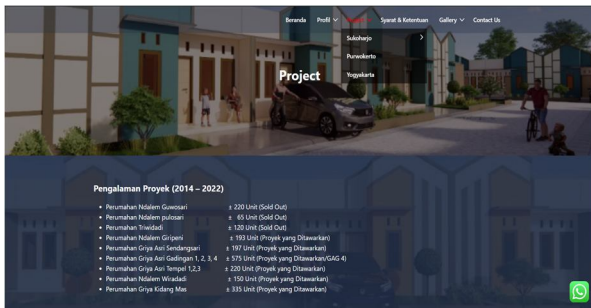 Beranda Profil Syarat & Ketentuan Gallery Contact Us
Sukoharjo
Purwokerto
Yogyakarta
Project
Pengalaman Proyek (2014 – 2022)
Perumahan Ndalem Guwosari ± 220 Unit (Sold Out)
Perumahan Ndalem pulosari ± 65 Unit (Sold Out)
Perumahan Triwidadi ± 120 Unit (Sold Out)
Perumahan Ndalem Giripeni ± 193 Unit (Proyek yang Ditawarkan)
Perumahan Griya Asri Sendangsari ± 197 Unit (Proyek yang Ditawarkan)
Perumahan Griya Asri Gadingan 1, 2, 3, 4 ± 575 Unit (Proyek yang Ditawarkan/GAG 4)
Perumahan Griya Asri Tempel 1,2,3 ± 220 Unit (Proyek yang Ditawarkan)
Perumahan Ndalem Wiradadi ± 150 Unit (Proyek yang Ditawarkan)
Perumahan Griya Kidang Mas ± 335 Unit (Proyek yang Ditawarkan)